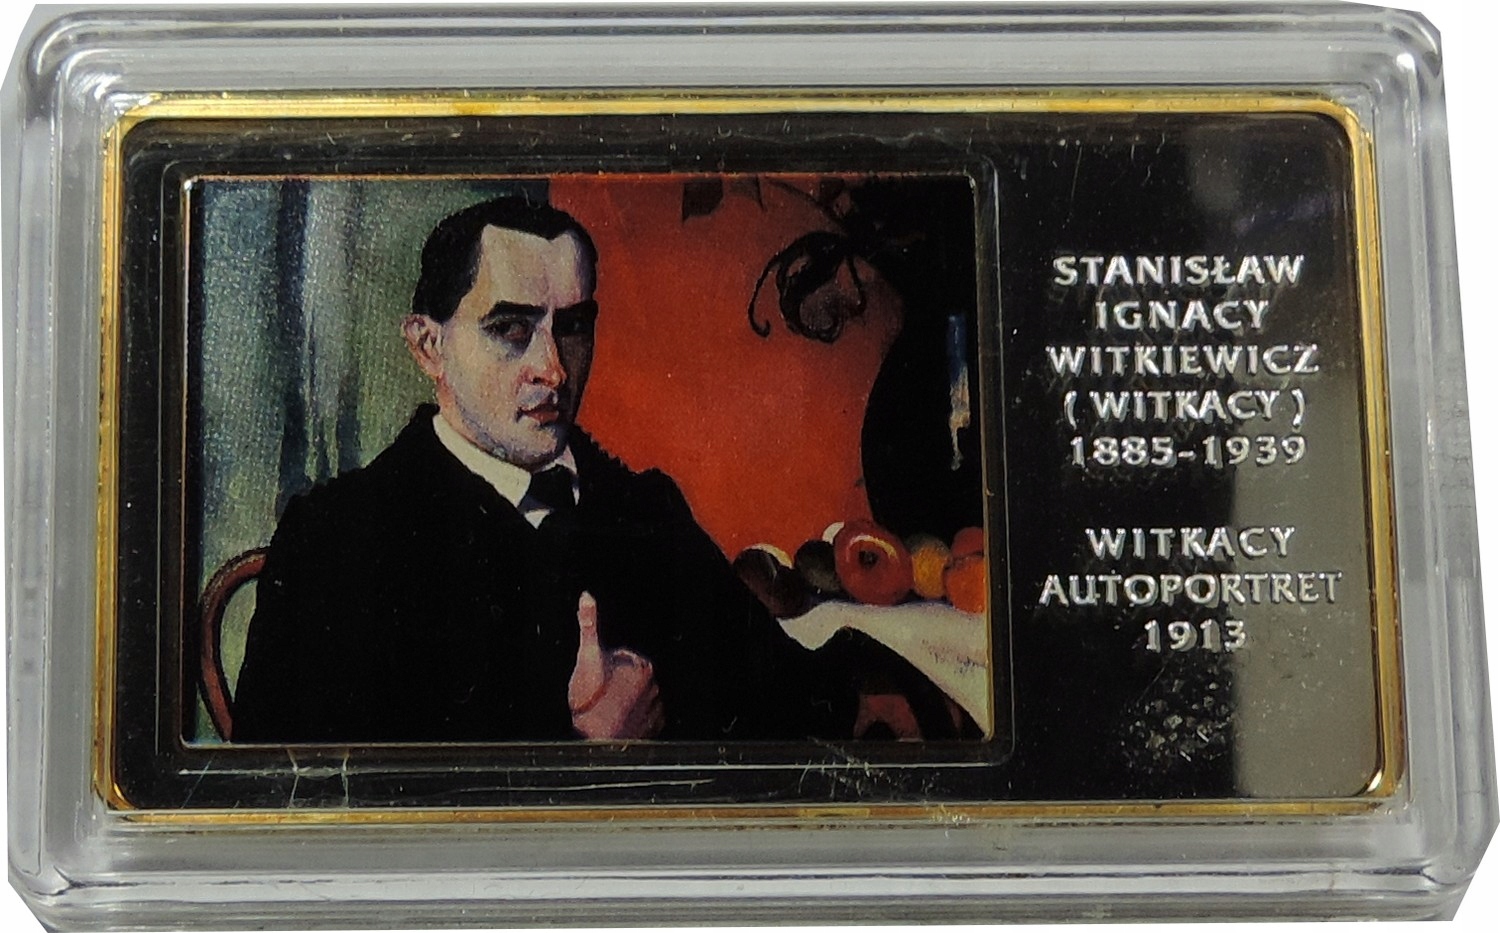 STANISŁAW
IGNACY
WITKIEWICZ
( WITKACY )
1885-1939
WITKACY
AUTOPORTRET
1913